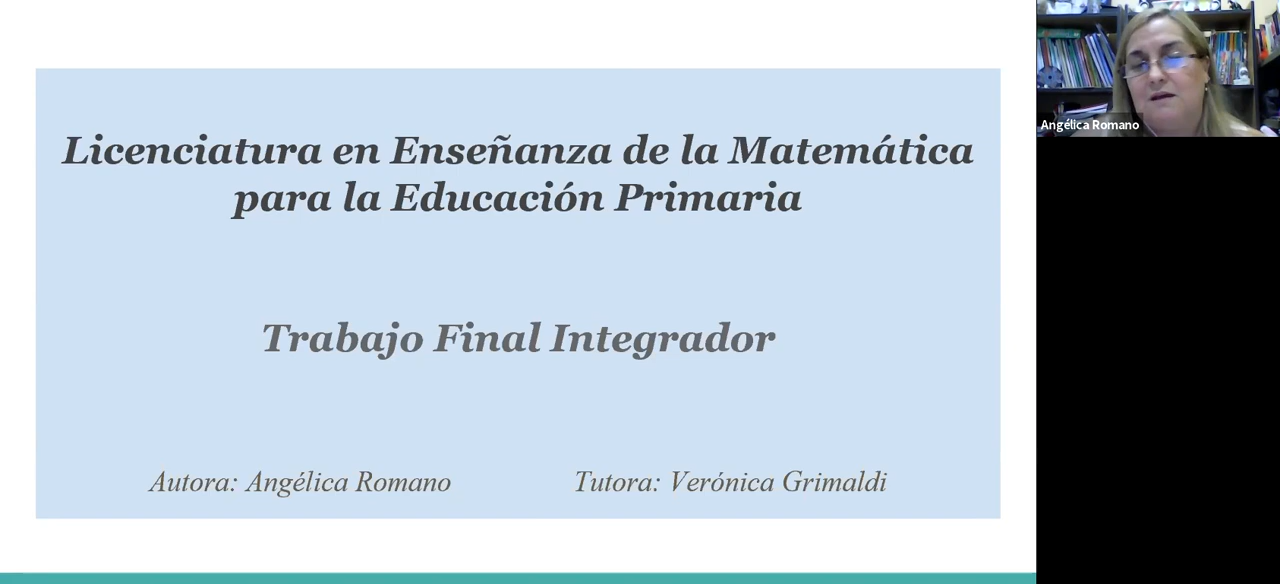 Licenciatura en Enseñanza de la Matemática
para la Educación Primaria
Trabajo Final Integrador
Autora: Angélica Romano
Tutora: Verónica Grimaldi
Angélica Romano